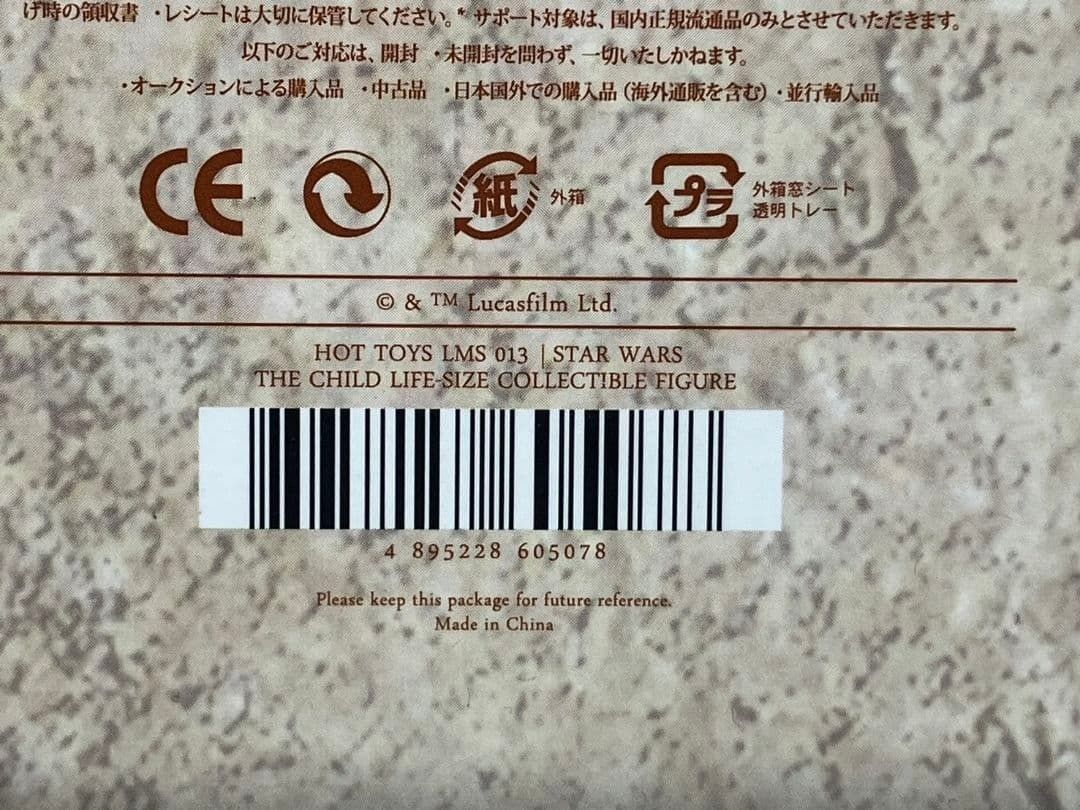 げ時の領収書 ・レシートは大切に保管してください。* サポート対象は、国内正規流通品のみとさせていただきます。
以下のご対応は、開封 ・未開封を問わず、一切いたしかねます。
・オークションによる購入品 ・中古品 ・日本国外での購入品（海外通販を含む）・並行輸入品
CE
紙 外箱
プラ 外箱窓シート
透明トレー
© & ™ Lucasfilm Ltd.
HOT TOYS LMS 013 | STAR WARS
THE CHILD LIFE-SIZE COLLECTIBLE FIGURE
4 895228 605078
Please keep this package for future reference.
Made in China